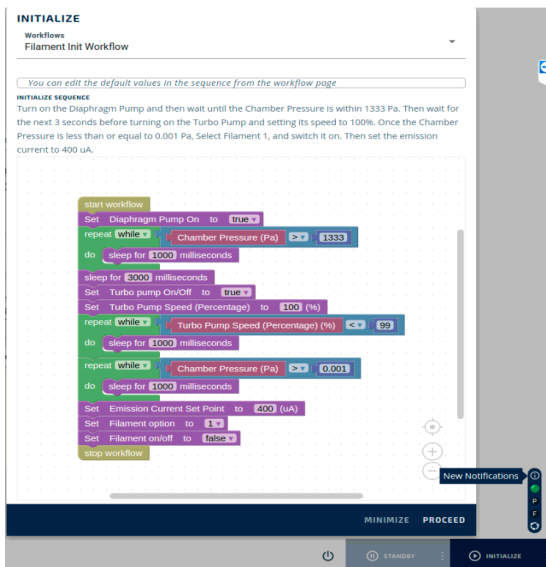 INITIALIZE
Workflows
Filament Init Workflow
You can edit the default values in the sequence from the workflow page
INITIALIZE SEQUENCE
Turn on the Diaphragm Pump and then wait until the Chamber Pressure is within 1333 Pa. Then wait for
the next 3 seconds before turning on the Turbo Pump and setting its speed to 100%. Once the Chamber
Pressure is less than or equal to 0.001 Pa, Select Filament 1, and switch it on. Then set the emission
current to 400 uA.
start workflow
Set Diaphragm Pump On to true
repeat while Chamber Pressure (Pa) > 1333
do sleep for 1000 milliseconds
sleep for 3000 milliseconds
Set Turbo pump On/Off to true
Set Turbo Pump Speed (Percentage) to 100 (%)
repeat while Turbo Pump Speed (Percentage) (%) < 99
do sleep for 1000 milliseconds
repeat while Chamber Pressure (Pa) > 0.001
do sleep for 1000 milliseconds
Set Emission Current Set Point to 400 (uA)
Set Filament option to 1
Set Filament on/off to false
stop workflow
New Notifications
P
F
MINIMIZE PROCEED
STANDBY INITIALIZE